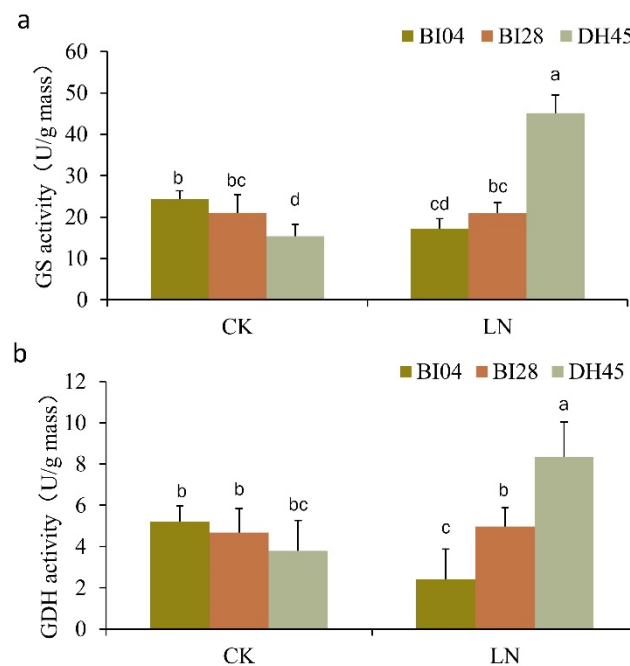 a
BI04 BI28 DH45
60
50
40
30
20
10
0
GS activity（U/g mass）
b
bc
d
cd
bc
a
CK LN
b
BI04 BI28 DH45
12
10
8
6
4
2
0
GDH activity（U/g mass）
b
b
bc
c
b
a
CK LN